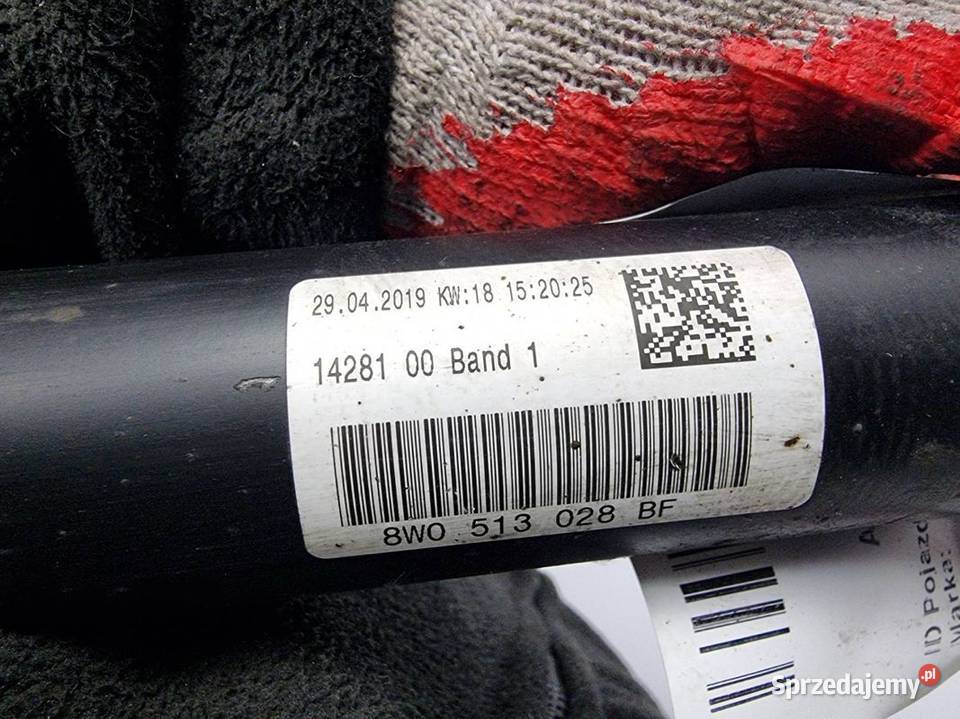 29.04.2019 KW:18 15:20:25
14281 00 Band 1
8W0 513 028 BF
ID Pojazd
Marka:
Sprzedajemy.pl